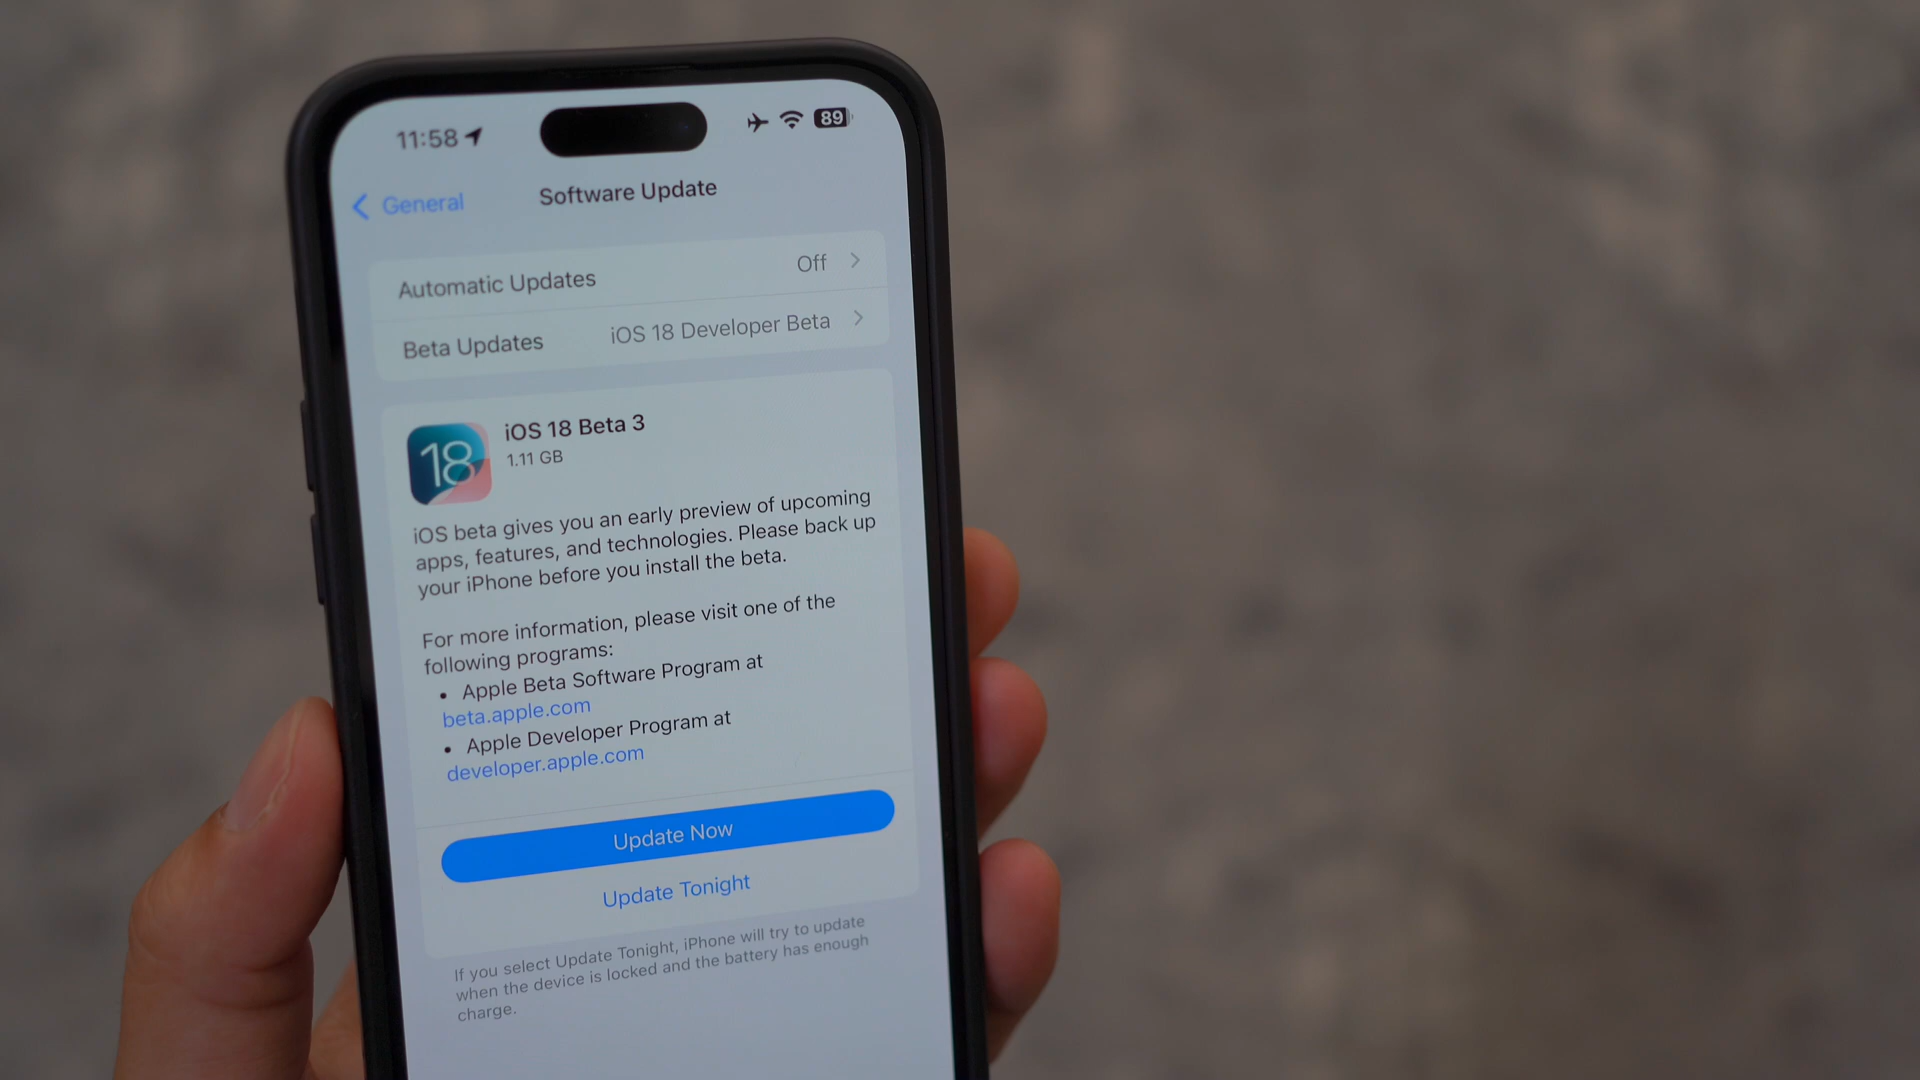 11:58
89
General
Software Update
Automatic Updates Off
Beta Updates iOS 18 Developer Beta
18
iOS 18 Beta 3
1.11 GB
iOS beta gives you an early preview of upcoming
apps, features, and technologies. Please back up
your iPhone before you install the beta.
For more information, please visit one of the
following programs:
• Apple Beta Software Program at
beta.apple.com
• Apple Developer Program at
developer.apple.com
Update Now
Update Tonight
If you select Update Tonight, iPhone will try to update
when the device is locked and the battery has enough
charge.